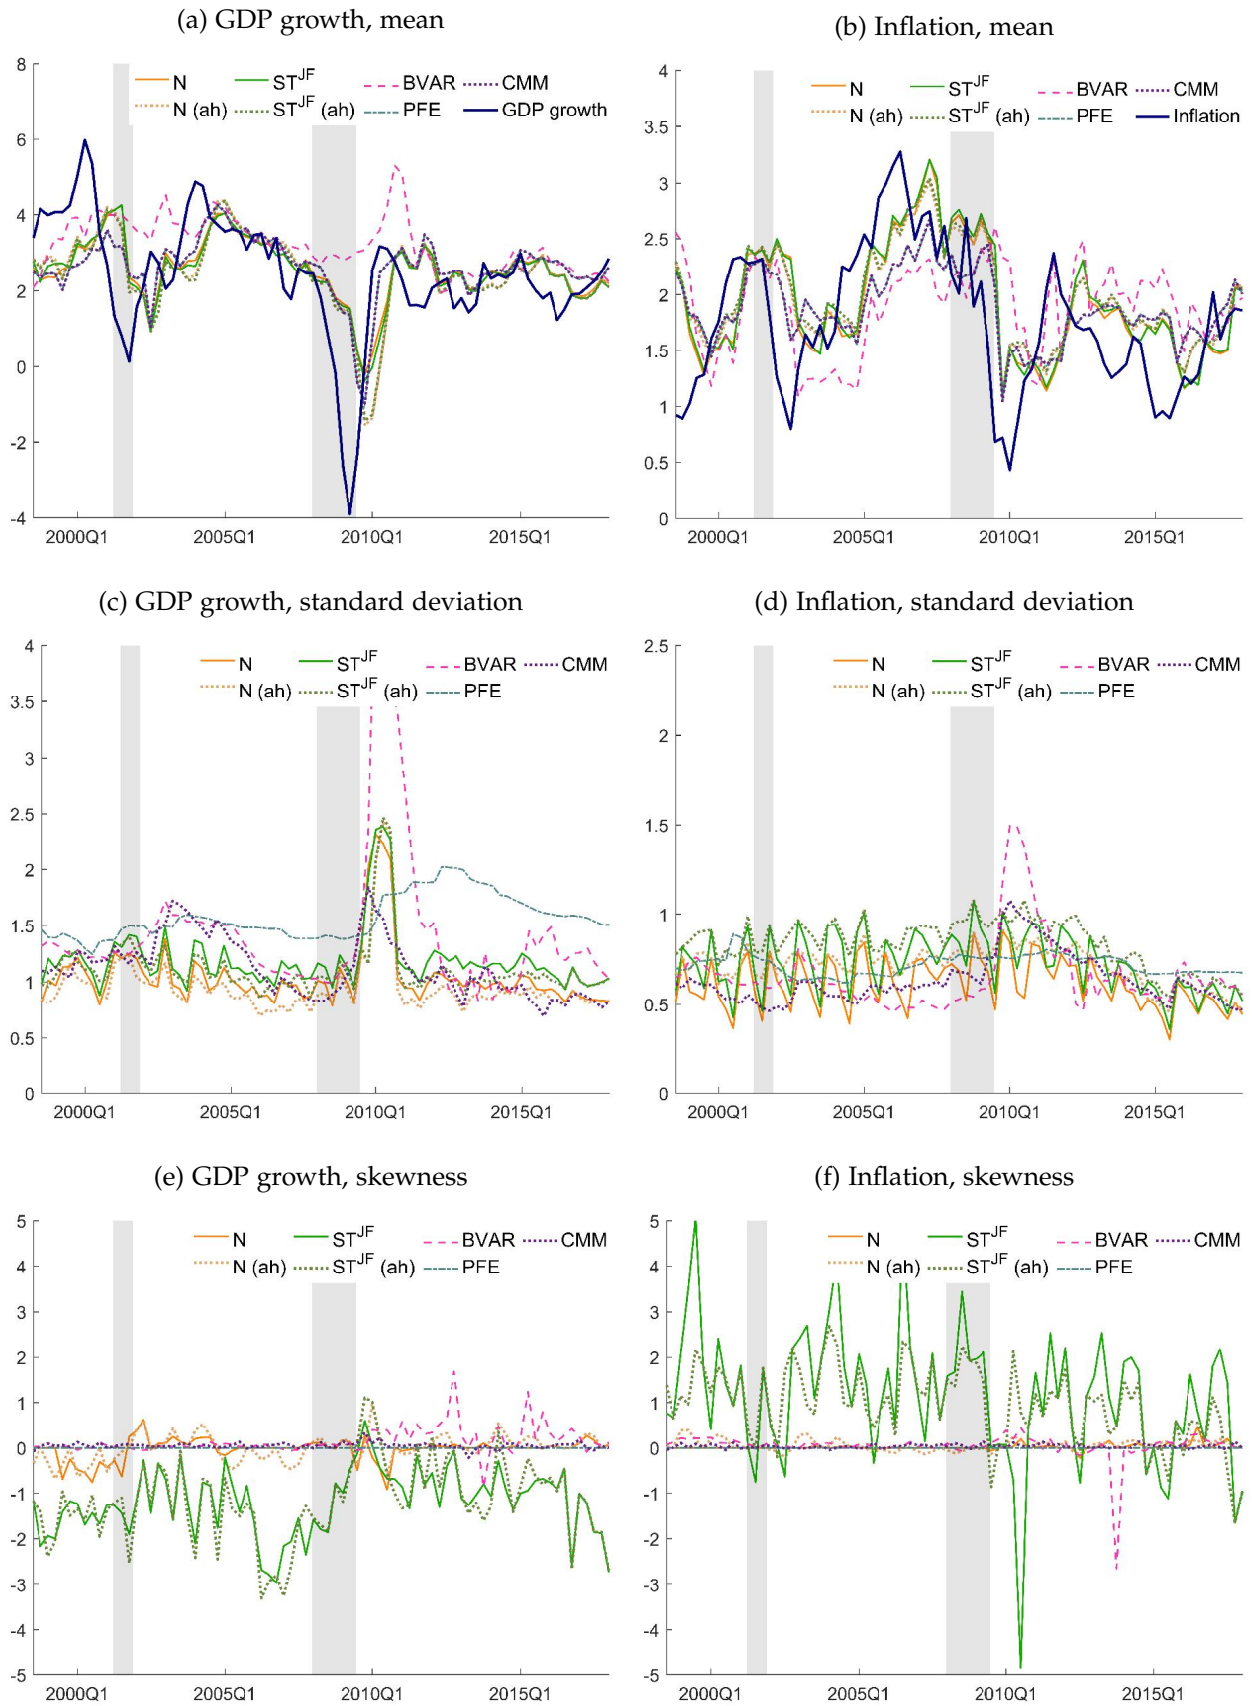 (a) GDP growth, mean
8
6
4
2
0
-2
-4
N
ST^JF
BVAR
CMM
N (ah)
ST^JF (ah)
PFE
GDP growth
2000Q1
2005Q1
2010Q1
2015Q1
(b) Inflation, mean
4
3.5
3
2.5
2
1.5
1
0.5
0
N
ST^JF
BVAR
CMM
N (ah)
ST^JF (ah)
PFE
Inflation
2000Q1
2005Q1
2010Q1
2015Q1
(c) GDP growth, standard deviation
4
3.5
3
2.5
2
1.5
1
0.5
0
N
ST^JF
BVAR
CMM
N (ah)
ST^JF (ah)
PFE
2000Q1
2005Q1
2010Q1
2015Q1
(d) Inflation, standard deviation
2.5
2
1.5
1
0.5
0
N
ST^JF
BVAR
CMM
N (ah)
ST^JF (ah)
PFE
2000Q1
2005Q1
2010Q1
2015Q1
(e) GDP growth, skewness
5
4
3
2
1
0
-1
-2
-3
-4
-5
N
ST^JF
BVAR
CMM
N (ah)
ST^JF (ah)
PFE
2000Q1
2005Q1
2010Q1
2015Q1
(f) Inflation, skewness
5
4
3
2
1
0
-1
-2
-3
-4
-5
N
ST^JF
BVAR
CMM
N (ah)
ST^JF (ah)
PFE
2000Q1
2005Q1
2010Q1
2015Q1